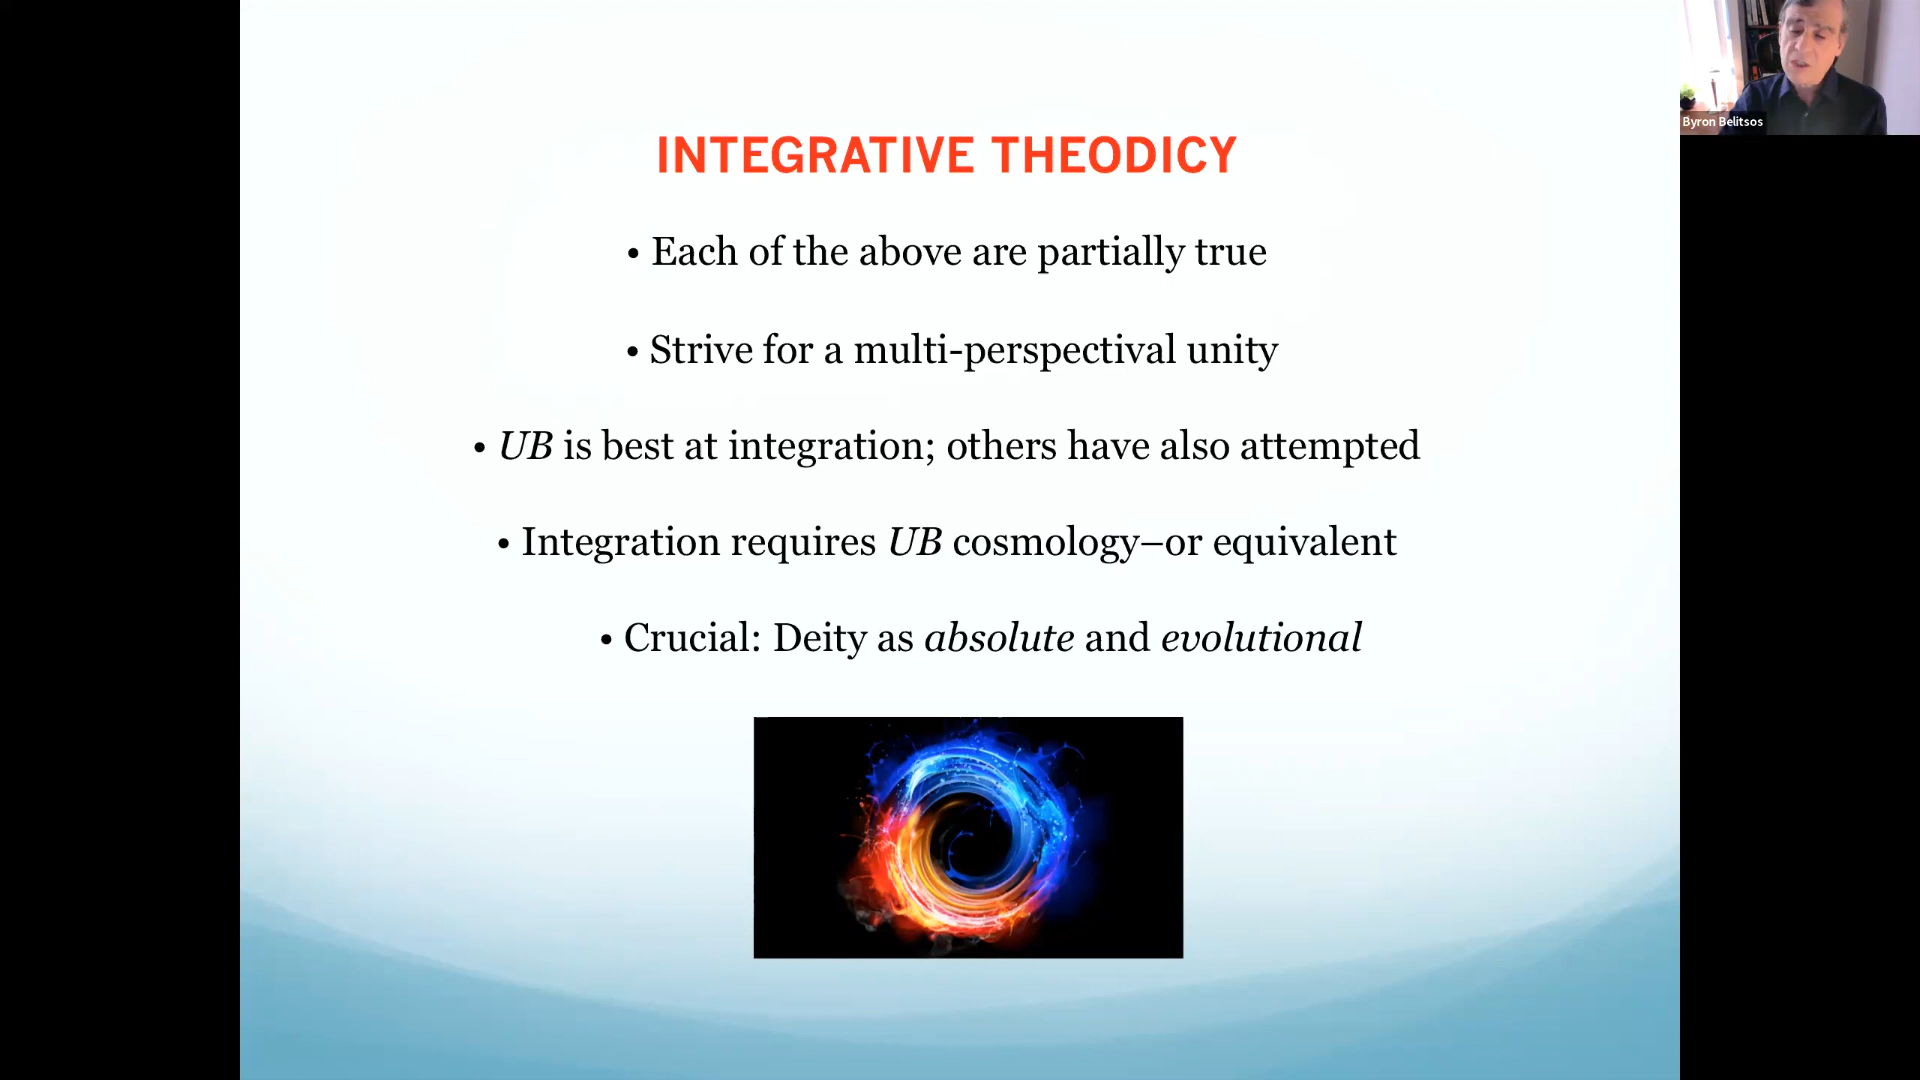 Byron Belitsos
INTEGRATIVE THEODICY
• Each of the above are partially true
• Strive for a multi-perspectival unity
• UB is best at integration; others have also attempted
• Integration requires UB cosmology–or equivalent
• Crucial: Deity as absolute and evolutional